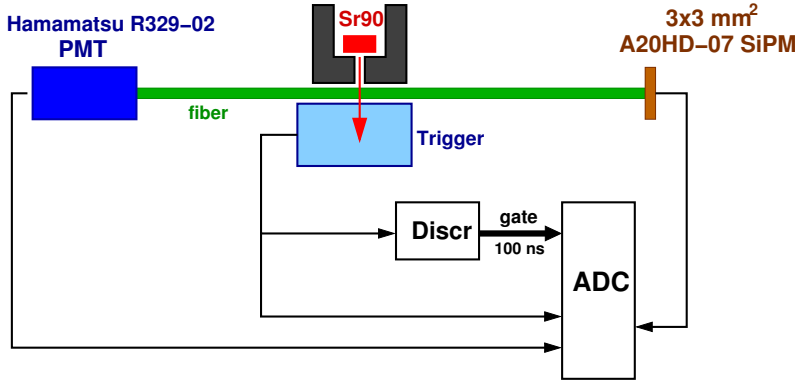 Hamamatsu R329−02
PMT
Sr90
3x3 mm²
A20HD−07 SiPM
fiber
Trigger
Discr
gate
100 ns
ADC